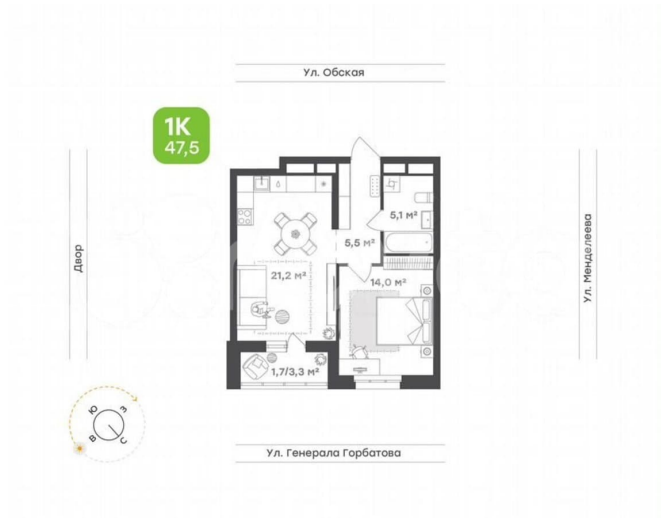 Ул. Обская
1К
47,5
5,1 м²
5,5 м²
Двор
Ул. Менделеева
21,2 м²
14,0 м²
1,7/3,3 м²
Ю
З
В
С
Ул. Генерала Горбатова